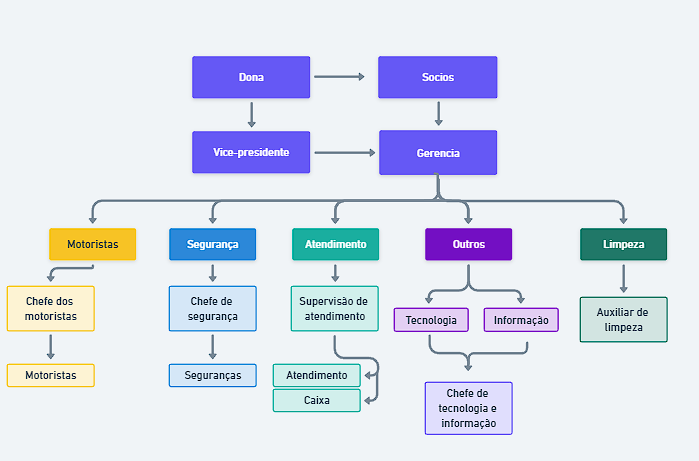 Dona
Socios
Vice-presidente
Gerencia
Motoristas
Segurança
Atendimento
Outros
Limpeza
Chefe dos
motoristas
Chefe de
segurança
Supervisão de
atendimento
Tecnologia
Informação
Auxiliar de
limpeza
Motoristas
Seguranças
Atendimento
Caixa
Chefe de
tecnologia e
informação